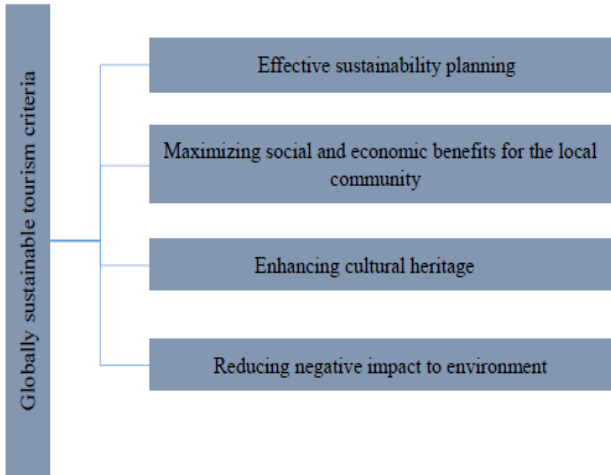 Globally sustainable tourism criteria
Effective sustainability planning
Maximizing social and economic benefits for the local
community
Enhancing cultural heritage
Reducing negative impact to environment